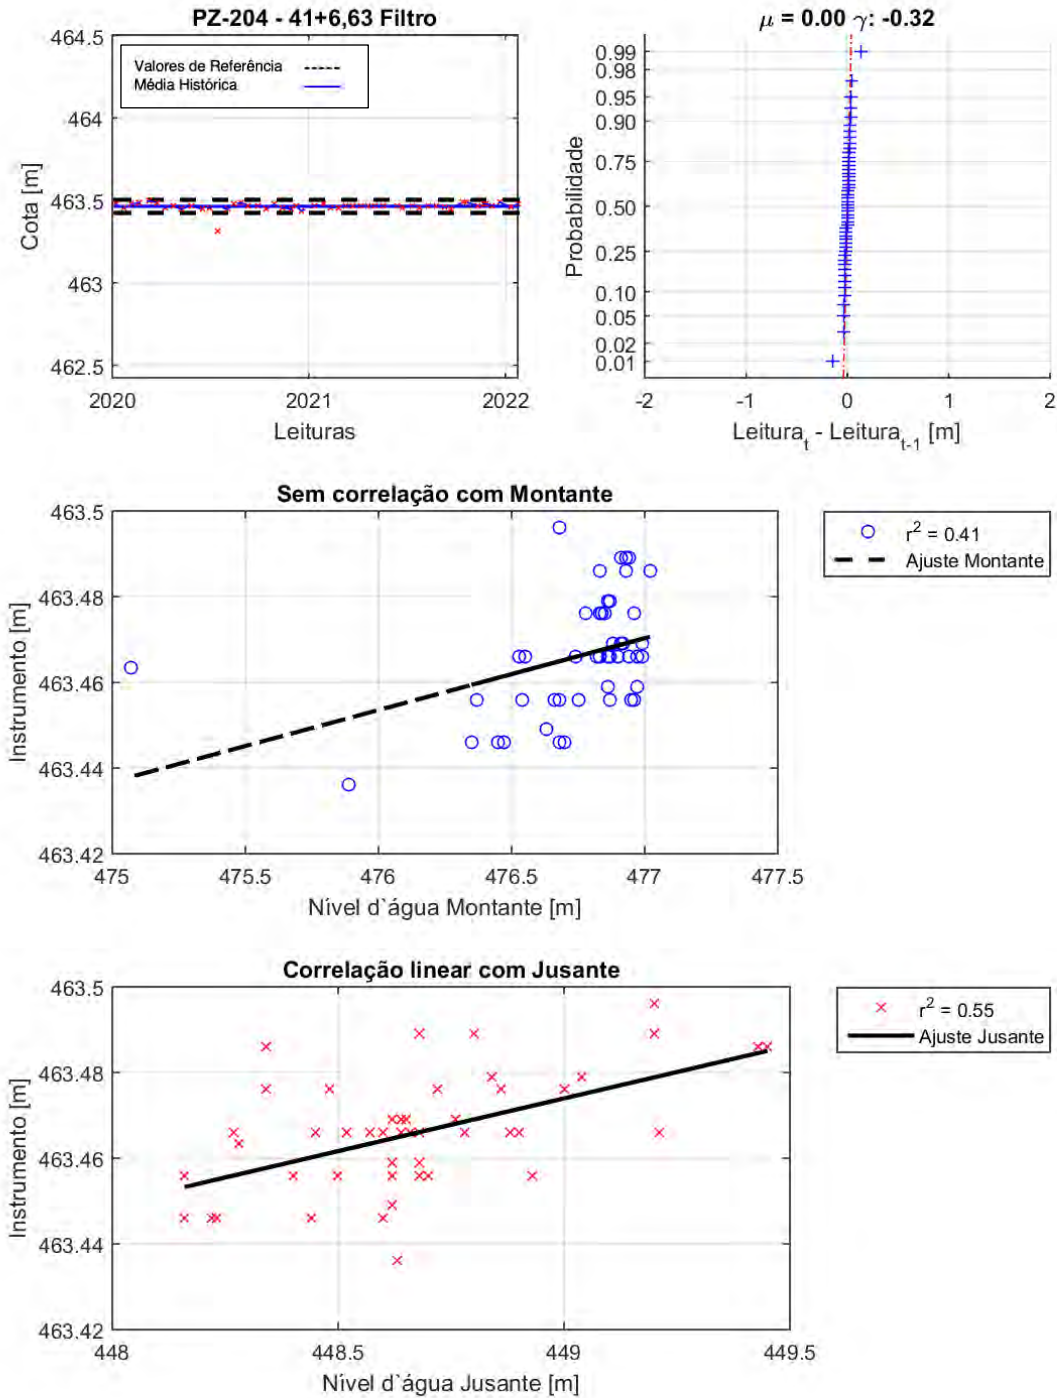 PZ-204 - 41+6,63 Filtro
464.5
464
463.5
463
462.5
Cota [m]
Valores de Referência
Média Histórica
2020
2021
2022
Leituras
μ = 0.00 γ: -0.32
0.99
0.98
0.95
0.90
0.75
0.50
0.25
0.10
0.05
0.02
0.01
Probabilidade
-2
-1
0
1
2
Leitura_t - Leitura_t-1 [m]
Sem correlação com Montante
463.5
463.48
463.46
463.44
463.42
Instrumento [m]
475
475.5
476
476.5
477
477.5
Nível d`água Montante [m]
r² = 0.41
Ajuste Montante
Correlação linear com Jusante
463.5
463.48
463.46
463.44
463.42
Instrumento [m]
448
448.5
449
449.5
Nível d`água Jusante [m]
r² = 0.55
Ajuste Jusante